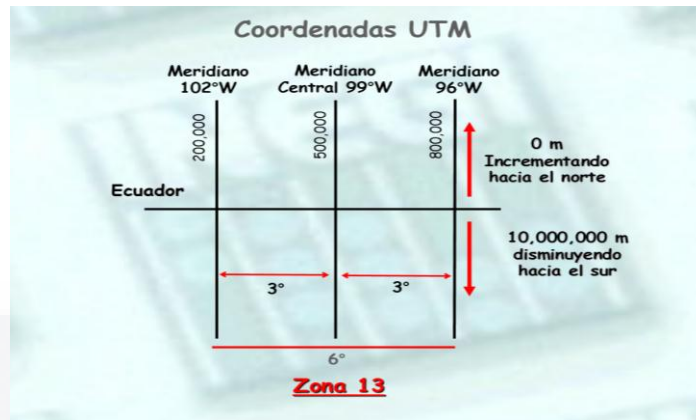 Coordenadas UTM
Meridiano
102°W
Meridiano
Central 99°W
Meridiano
96°W
200,000
500,000
800,000
0 m
Incrementando
hacia el norte
Ecuador
10,000,000 m
disminuyendo
hacia el sur
3°
3°
6°
Zona 13